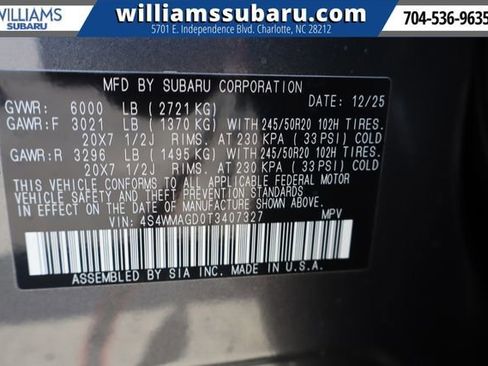 WILLIAMS
SUBARU
williamssubaru.com
5701 E. Independence Blvd, Charlotte, NC 28212
704-536-9635
MFD BY SUBARU CORPORATION
GVWR: 6000 LB (2721 KG) DATE: 12/25
GAWR:F 3021 LB (1370 KG) WITH 245/50R20 102H TIRES.
20X7 1/2J RIMS. AT 230 KPA (33 PSI) COLD
GAWR:R 3296 LB (1495 KG) WITH 245/50R20 102H TIRES.
20X7 1/2J RIMS. AT 230 KPA (33 PSI) COLD
THIS VEHICLE CONFORMS TO ALL APPLICABLE FEDERAL MOTOR
VEHICLE SAFETY AND THEFT PREVENTION STANDARDS
IN EFFECT ON THE DATE OF MANUFACTURE SHOWN ABOVE.
VIN: 4S4WMAGD0T3407327 MPV
ASSEMBLED BY SIA INC. MADE IN U.S.A.